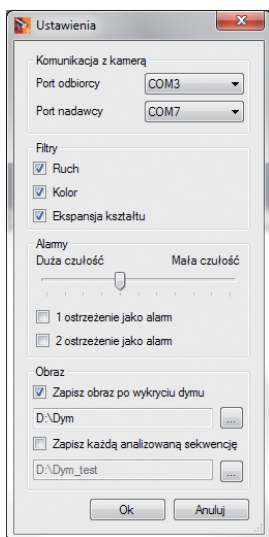 Ustawienia
Komunikacja z kamerą
Port odbiorcy COM3
Port nadawcy COM7
Filtry
Ruch
Kolor
Ekspansja kształtu
Alarmy
Duża czułość Mała czułość
1 ostrzeżenie jako alarm
2 ostrzeżenie jako alarm
Obraz
Zapisz obraz po wykryciu dymu
D:\Dym ...
Zapisz każdą analizowaną sekwencję
D:\Dym_test ...
Ok Anuluj